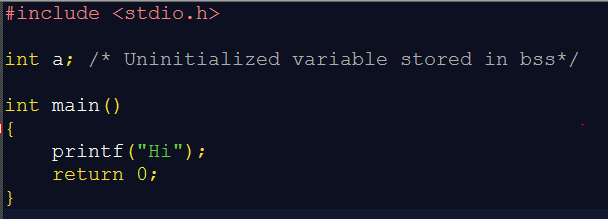 #include <stdio.h>
int a; /* Uninitialized variable stored in bss*/
int main()
{
    printf("Hi");
    return 0;
}